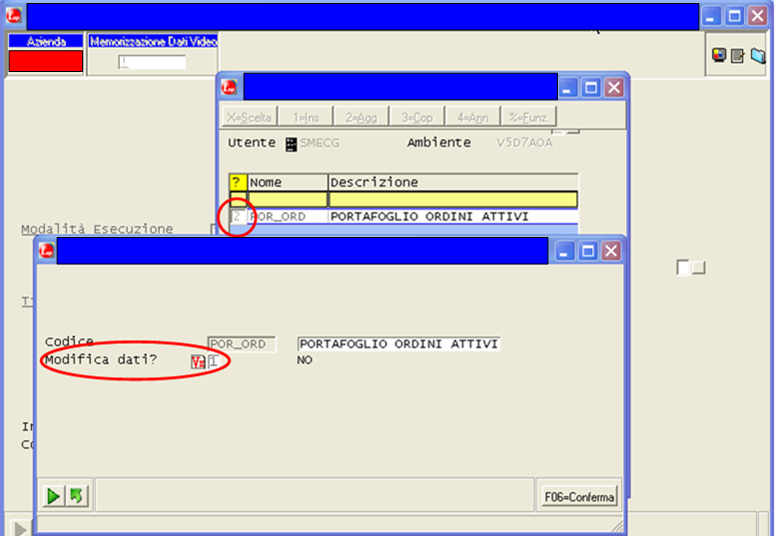 Azienda
Memorizzazione Dati Video
1
X=Scelta 1=Ins 2=Agg 3=Cop 4=Ann %=Funz.
Utente SMECG Ambiente V5D7AOA
? Nome Descrizione
2 POR_ORD PORTAFOGLIO ORDINI ATTIVI
Modalità Esecuzione
Codice POR_ORD PORTAFOGLIO ORDINI ATTIVI
Modifica dati? V= 1 NO
F06=Conferma